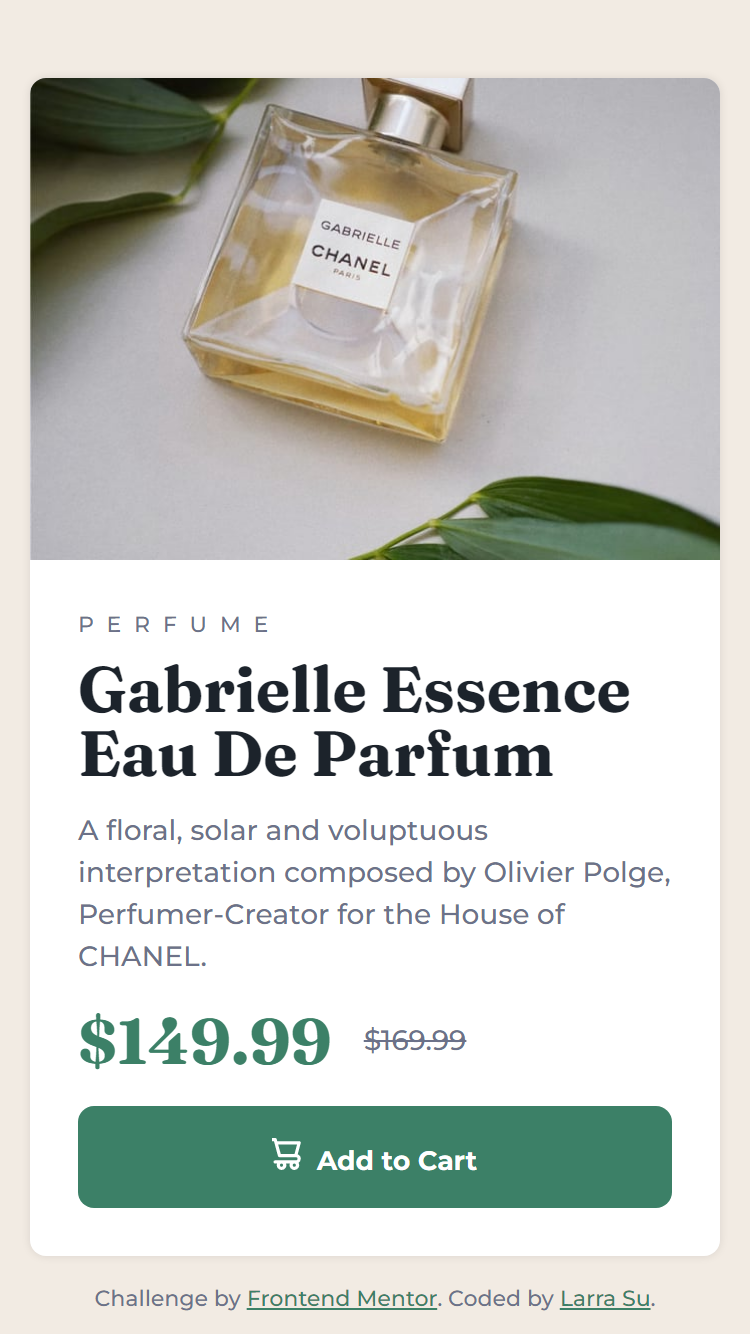 GABRIELLE
CHANEL
PARIS
PERFUME
Gabrielle Essence
Eau De Parfum
A floral, solar and voluptuous
interpretation composed by Olivier Polge,
Perfumer-Creator for the House of
CHANEL.
$149.99 $169.99
Add to Cart
Challenge by Frontend Mentor. Coded by Larra Su.